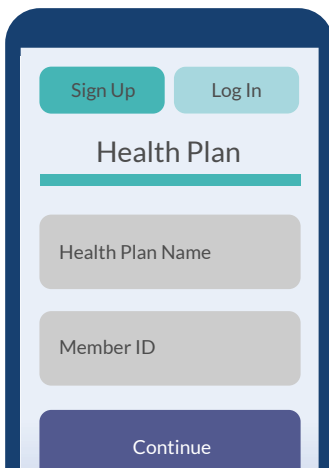 Sign Up Log In
Health Plan
Health Plan Name
Member ID
Continue